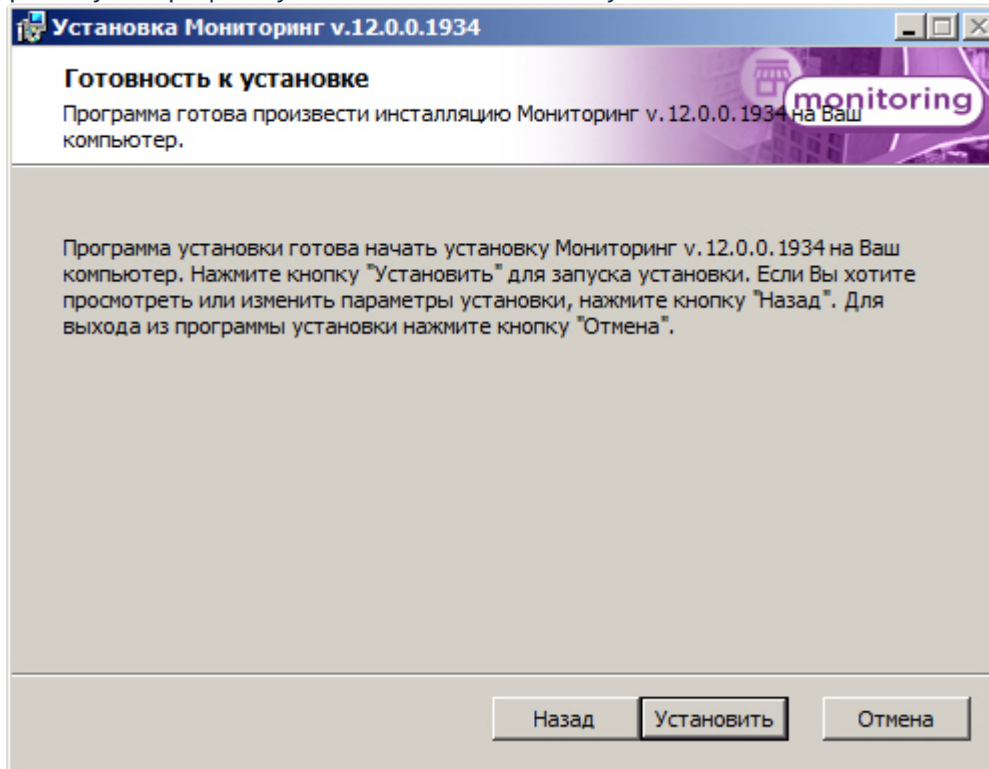 Установка Мониторинг v.12.0.0.1934
Готовность к установке
Программа готова произвести инсталляцию Мониторинг v.12.0.0.1934 на Ваш
компьютер.
monitoring
Программа установки готова начать установку Мониторинг v.12.0.0.1934 на Ваш
компьютер. Нажмите кнопку "Установить" для запуска установки. Если Вы хотите
просмотреть или изменить параметры установки, нажмите кнопку "Назад". Для
выхода из программы установки нажмите кнопку "Отмена".
Назад
Установить
Отмена